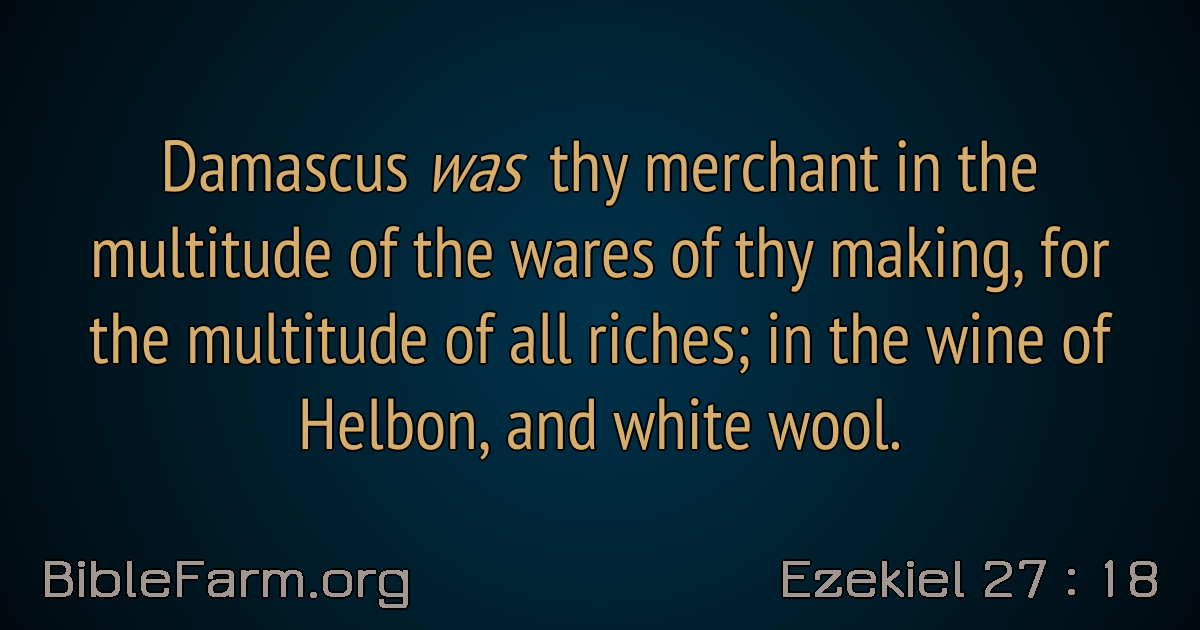 Damascus was thy merchant in the
multitude of the wares of thy making, for
the multitude of all riches; in the wine of
Helbon, and white wool.
BibleFarm.org
Ezekiel 27 : 18